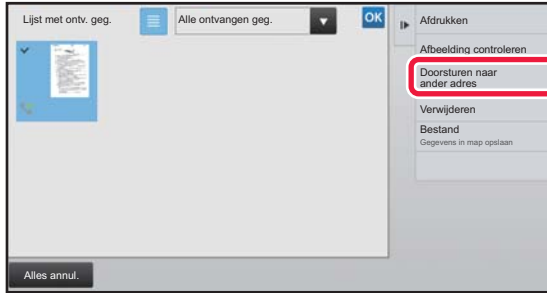 Lijst met ontv. geg.
Alle ontvangen geg.
OK
Afdrukken
Afbeelding controleren
Doorsturen naar
ander adres
Verwijderen
Bestand
Gegevens in map opslaan
Alles annul.